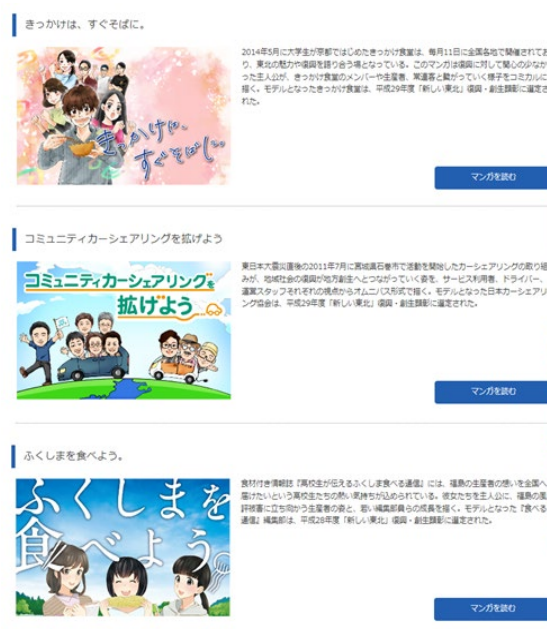 きっかけは、すぐそばに。
2014年5月に大学生が京都ではじめたきっかけ食堂は、毎月11日に全国各地で開催されてお
り、東北の魅力や復興を語り合う場となっている。このマンガは復興に対して関心の少なか
った主人公が、きっかけ食堂のメンバーや生産者、常連客と繋がっていく様子をコミカルに
描く。モデルとなったきっかけ食堂は、平成29年度「新しい東北」復興・創生顕彰に選定さ
れた。
きっかけは、
すぐそばに。
マンガを読む
コミュニティカーシェアリングを拡げよう
東日本大震災直後の2011年7月に宮城県石巻市で活動を開始したカーシェアリングの取り組
みが、地域社会の復興が地方創生へとつながっていく姿を、サービス利用者、ドライバー、
運営スタッフそれぞれの視点からオムニバス形式で描く。モデルとなった日本カーシェアリ
ング協会は、平成29年度「新しい東北」復興・創生顕彰に選定された。
コミュニティカーシェアリングを
拡げよう
マンガを読む
ふくしまを食べよう。
食材付き情報誌『高校生が伝えるふくしま食べる通信』には、福島の生産者の想いを全国へ
届けたいという高校生たちの熱い気持ちが込められている。彼女たちを主人公に、福島の風
評被害に立ち向かう生産者の姿と、若い編集部員らの成長を描く。モデルとなった『食べる
通信』編集部は、平成28年度「新しい東北」復興・創生顕彰に選定された。
ふくしまを
食べよう。
マンガを読む